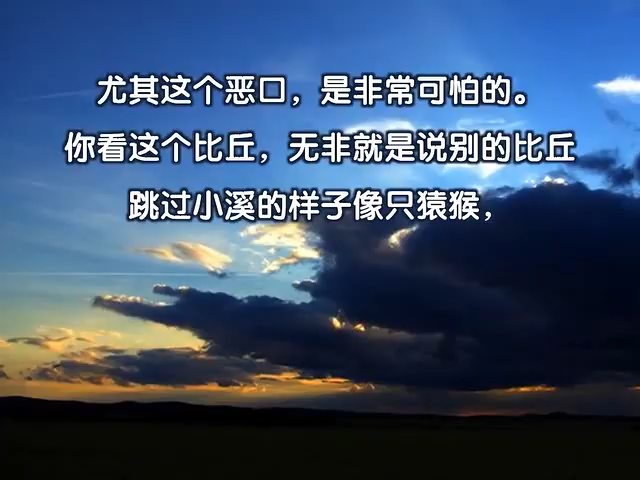 尤其这个恶口，是非常可怕的。
你看这个比丘，无非就是说别的比丘
跳过小溪的样子像只猿猴，